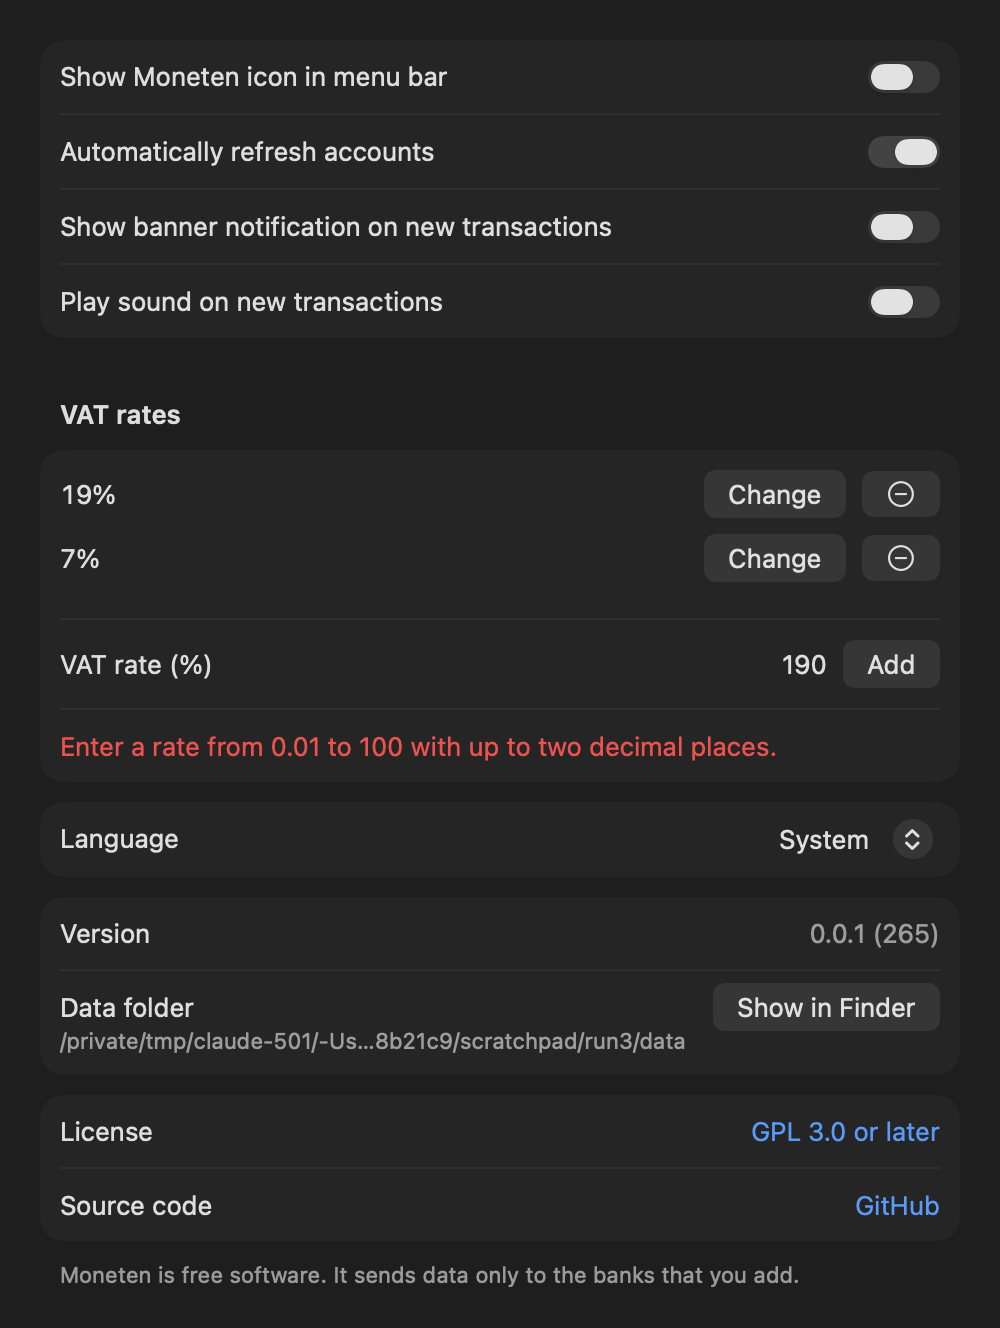 Show Moneten icon in menu bar
Automatically refresh accounts
Show banner notification on new transactions
Play sound on new transactions
VAT rates
19% Change
7% Change
VAT rate (%) 190 Add
Enter a rate from 0.01 to 100 with up to two decimal places.
Language System
Version 0.0.1 (265)
Data folder Show in Finder
/private/tmp/claude-501/-Us...8b21c9/scratchpad/run3/data
License GPL 3.0 or later
Source code GitHub
Moneten is free software. It sends data only to the banks that you add.